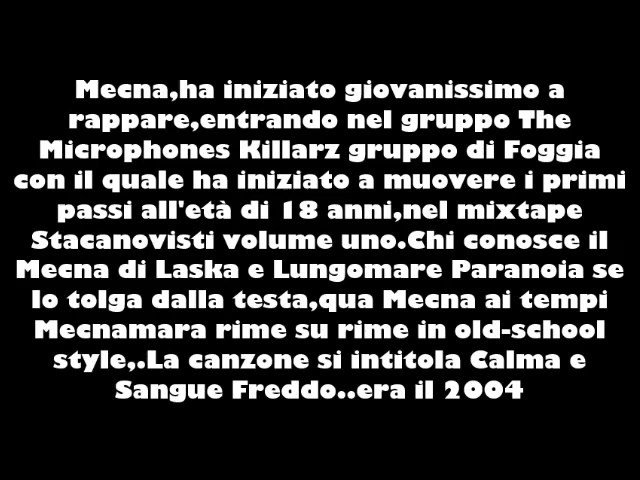 Mecna,ha iniziato giovanissimo a
rappare,entrando nel gruppo The
Microphones Killarz gruppo di Foggia
con il quale ha iniziato a muovere i primi
passi all'età di 18 anni,nel mixtape
Stacanovisti volume uno.Chi conosce il
Mecna di Laska e Lungomare Paranoia se
lo tolga dalla testa,qua Mecna ai tempi
Mecnamara rime su rime in old-school
style,.La canzone si intitola Calma e
Sangue Freddo..era il 2004